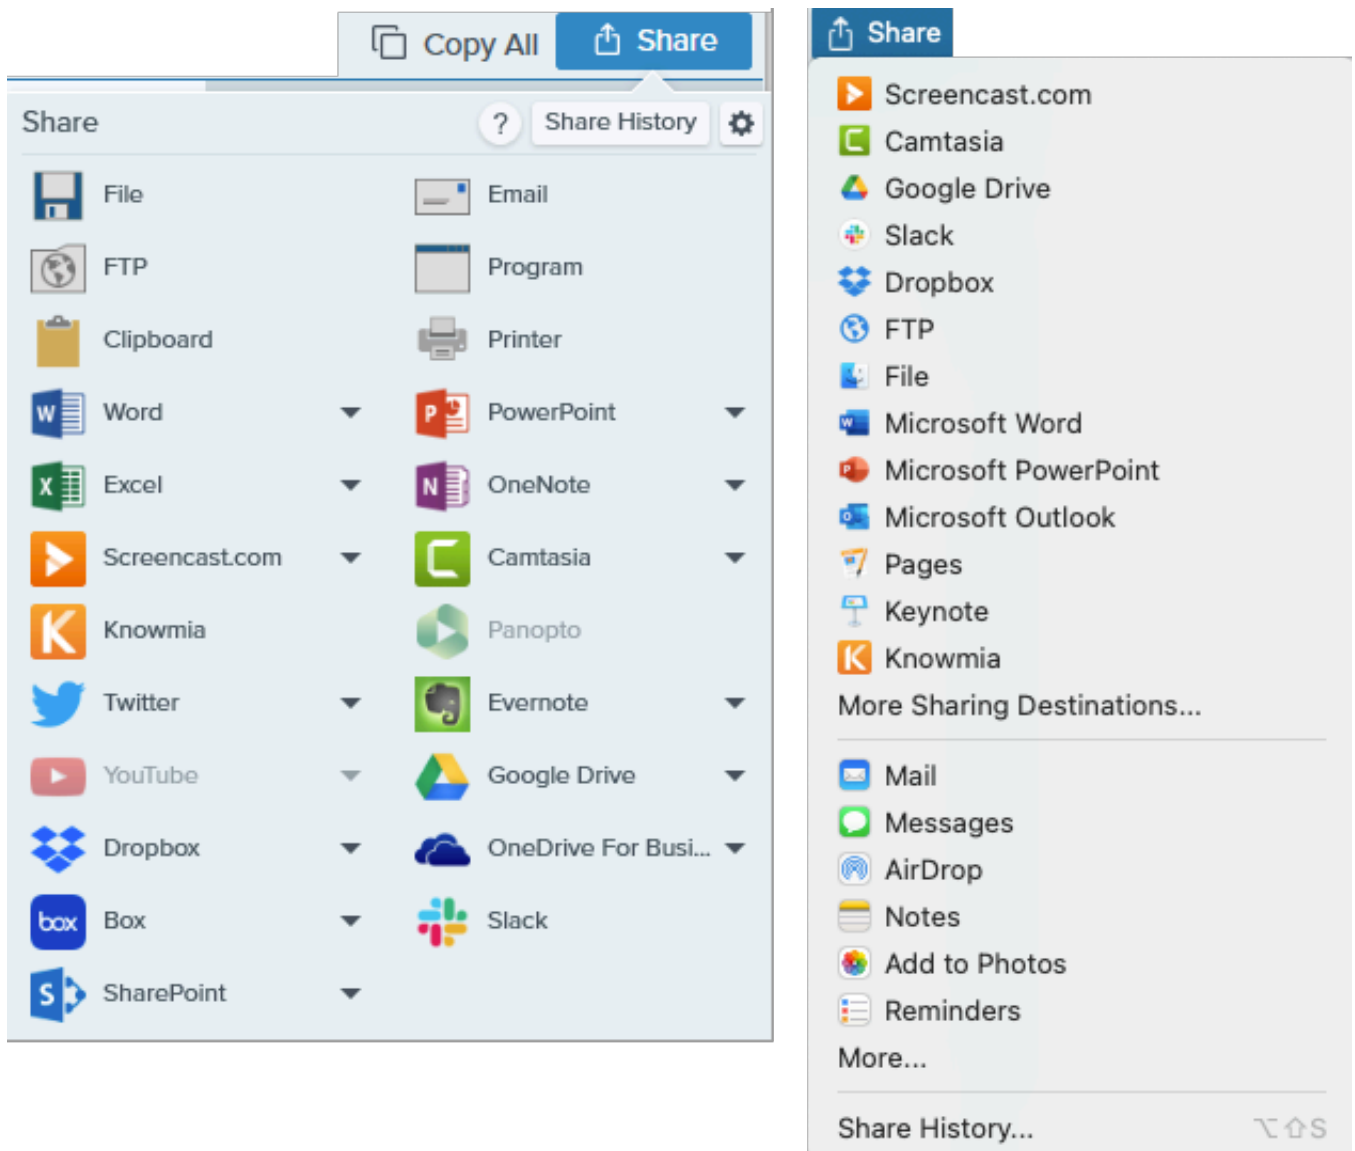 Copy All Share
Share ? Share History
File Email
FTP Program
Clipboard Printer
Word PowerPoint
Excel OneNote
Screencast.com Camtasia
Knowmia Panopto
Twitter Evernote
YouTube Google Drive
Dropbox OneDrive For Busi...
box Box Slack
SharePoint
Share
Screencast.com
Camtasia
Google Drive
Slack
Dropbox
FTP
File
Microsoft Word
Microsoft PowerPoint
Microsoft Outlook
Pages
Keynote
Knowmia
More Sharing Destinations...
Mail
Messages
AirDrop
Notes
Add to Photos
Reminders
More...
Share History... ⌥⇧S